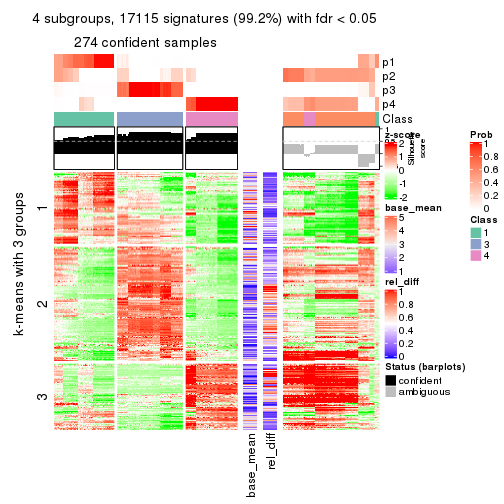 4 subgroups, 17115 signatures (99.2%) with fdr < 0.05
274 confident samples
p1
p2
p3
p4
Class
1
Silhouette
score
z-score
2
1
0
-1
-2
base_mean
5
4
3
2
1
rel_diff
1
0.8
0.6
0.4
0.2
0
Prob
1
0.8
0.6
0.4
0.2
0
Class
1
3
4
Status (barplots)
confident
ambiguous
k-means with 3 groups
1
2
3
base_mean
rel_diff